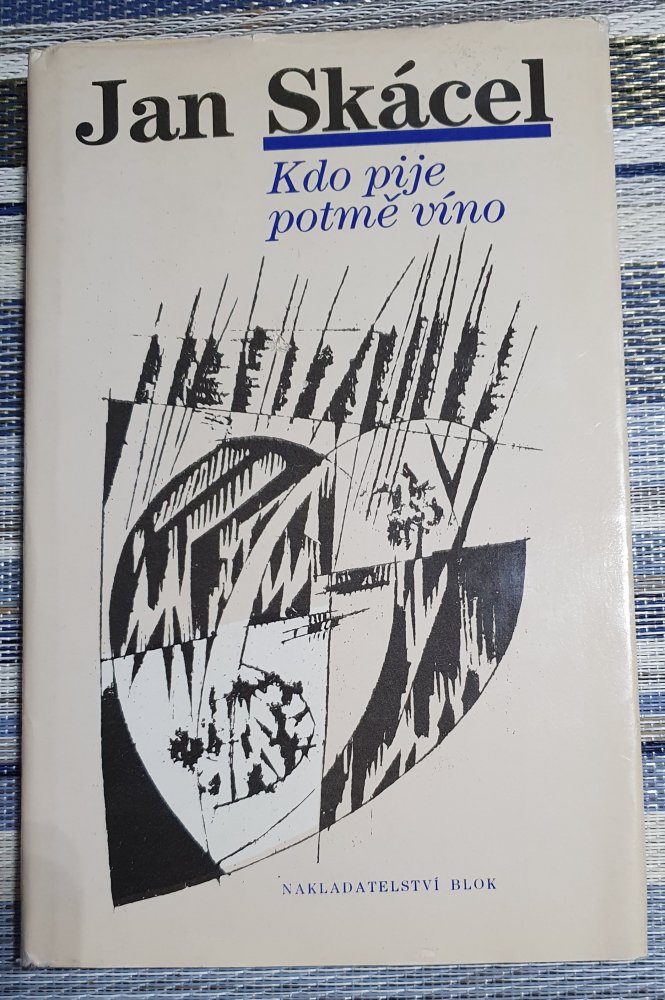 Jan Skácel
Kdo pije
potmě víno
NAKLADATELSTVÍ BLOK